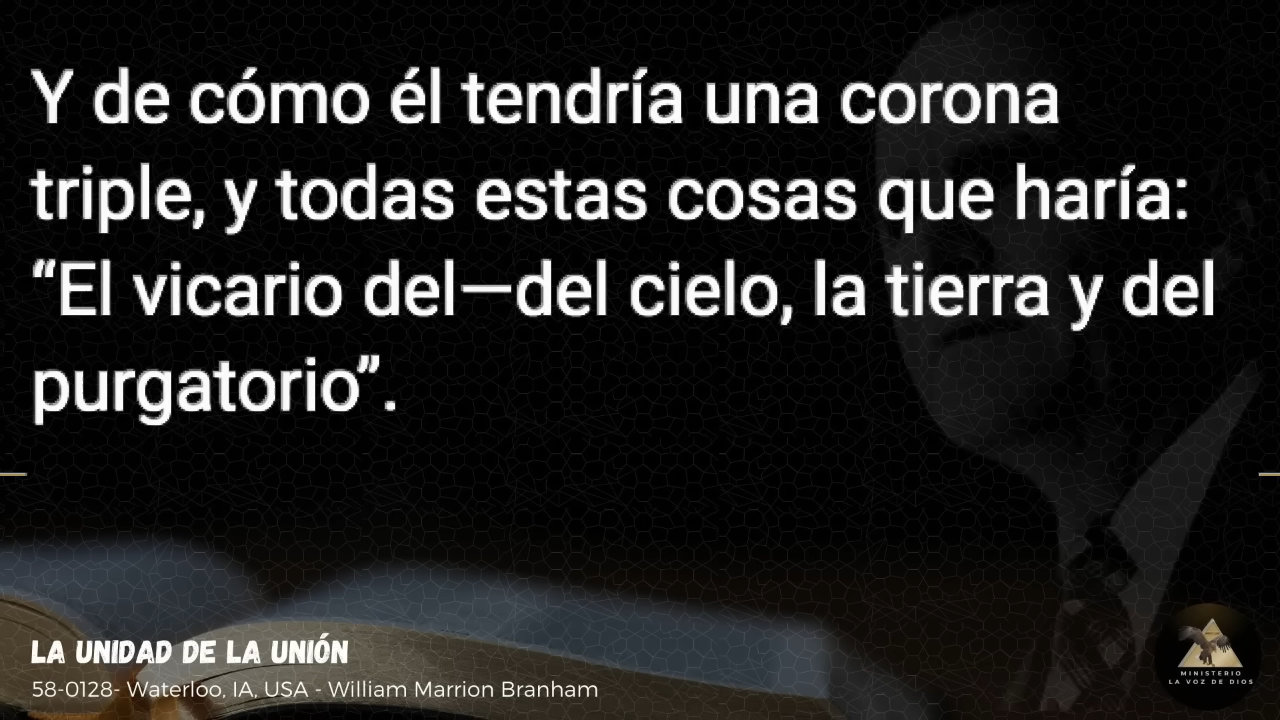 Y de cómo él tendría una corona
triple, y todas estas cosas que haría:
“El vicario del—del cielo, la tierra y del
purgatorio”.
LA UNIDAD DE LA UNIÓN
58-0128- Waterloo, IA, USA - William Marrion Branham
MINISTERIO
LA VOZ DE DIOS